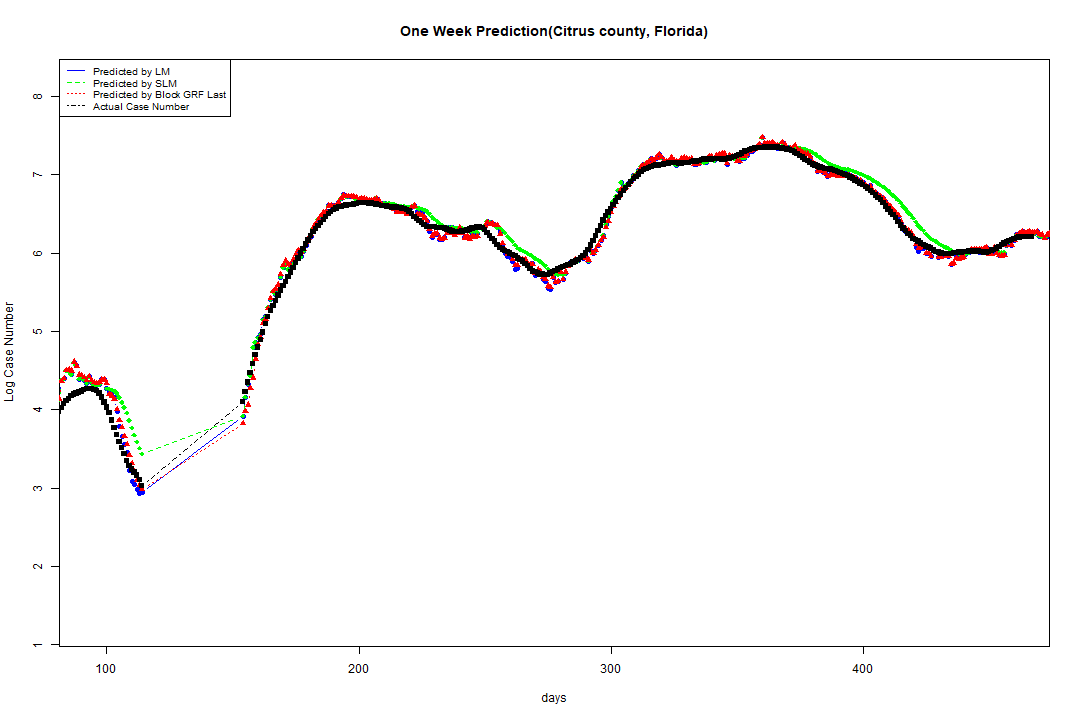 One Week Prediction(Citrus county, Florida)
Predicted by LM
Predicted by SLM
Predicted by Block GRF Last
Actual Case Number
8
7
6
5
4
3
2
1
Log Case Number
100 200 300 400
days